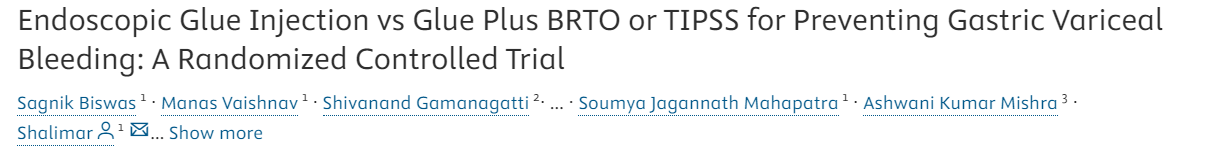 Endoscopic Glue Injection vs Glue Plus BRTO or TIPSS for Preventing Gastric Variceal
Bleeding: A Randomized Controlled Trial
Sagnik Biswas 1 · Manas Vaishnav 1 · Shivanand Gamanagatti 2 · ... · Soumya Jagannath Mahapatra 1 · Ashwani Kumar Mishra 3 ·
Shalimar 1 ... Show more